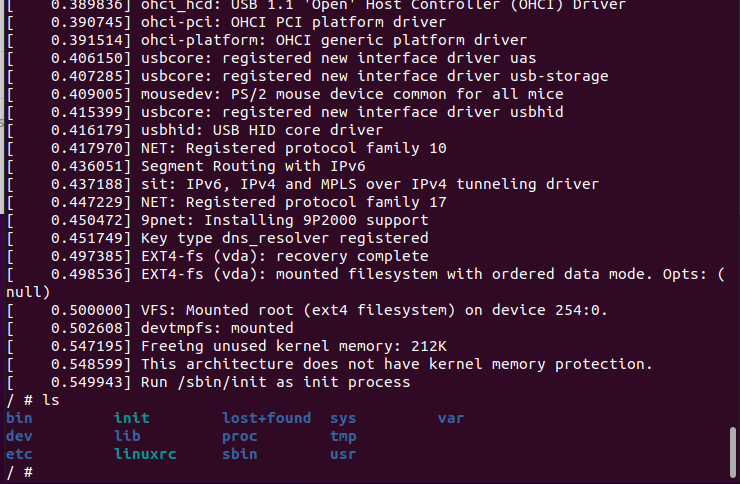 [    0.389836] ohci_hcd: USB 1.1 'Open' Host Controller (OHCI) Driver
[    0.390745] ohci-pci: OHCI PCI platform driver
[    0.391514] ohci-platform: OHCI generic platform driver
[    0.406150] usbcore: registered new interface driver uas
[    0.407285] usbcore: registered new interface driver usb-storage
[    0.409005] mousedev: PS/2 mouse device common for all mice
[    0.415399] usbcore: registered new interface driver usbhid
[    0.416179] usbhid: USB HID core driver
[    0.417970] NET: Registered protocol family 10
[    0.436051] Segment Routing with IPv6
[    0.437188] sit: IPv6, IPv4 and MPLS over IPv4 tunneling driver
[    0.447229] NET: Registered protocol family 17
[    0.450472] 9pnet: Installing 9P2000 support
[    0.451749] Key type dns_resolver registered
[    0.497385] EXT4-fs (vda): recovery complete
[    0.498536] EXT4-fs (vda): mounted filesystem with ordered data mode. Opts: (
null)
[    0.500000] VFS: Mounted root (ext4 filesystem) on device 254:0.
[    0.502608] devtmpfs: mounted
[    0.547195] Freeing unused kernel memory: 212K
[    0.548599] This architecture does not have kernel memory protection.
[    0.549943] Run /sbin/init as init process
/ # ls
bin         init        lost+found  sys         var
dev         lib         proc        tmp
etc         linuxrc     sbin        usr
/ #